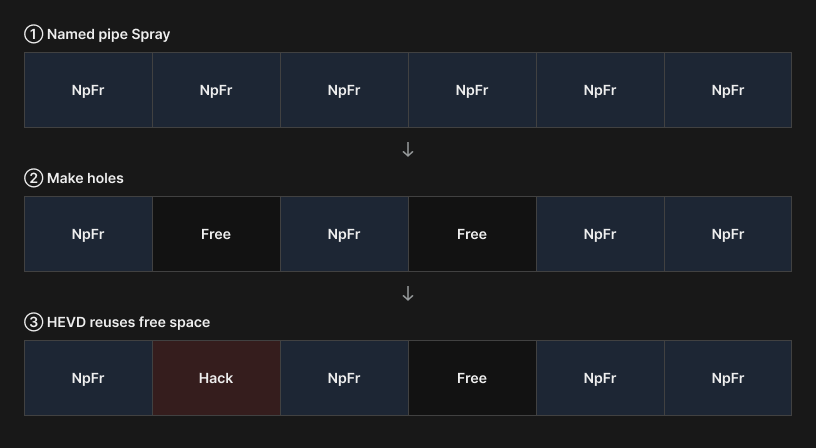 ① Named pipe Spray
NpFr NpFr NpFr NpFr NpFr NpFr
↓
② Make holes
NpFr Free NpFr Free NpFr NpFr
↓
③ HEVD reuses free space
NpFr Hack NpFr Free NpFr NpFr